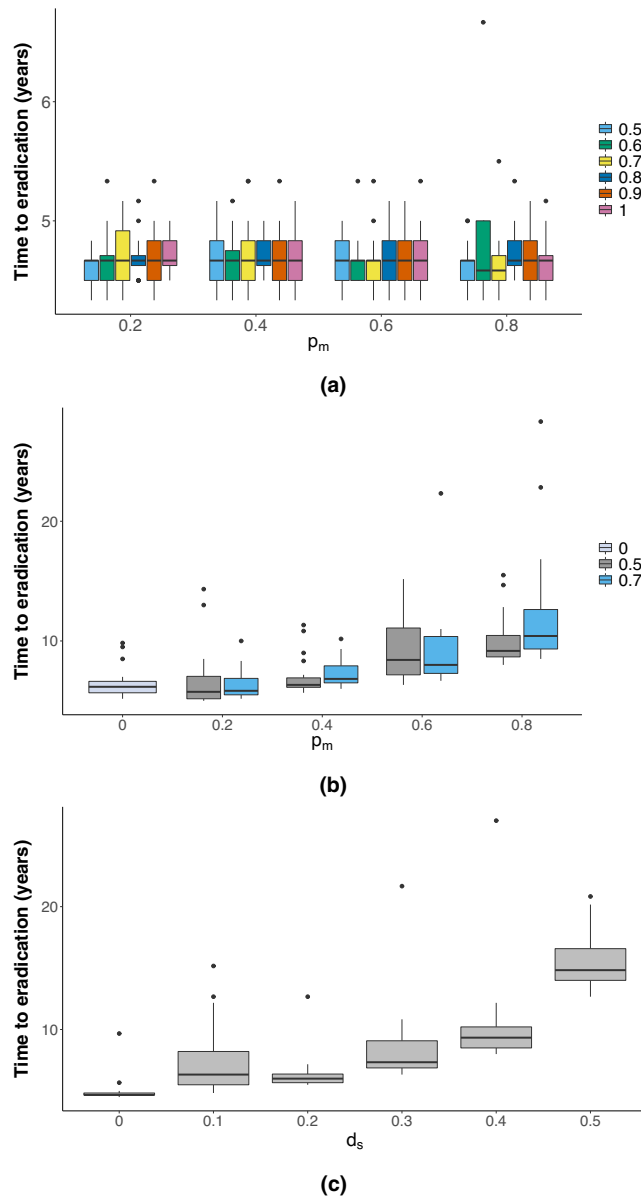 Time to eradication (years)
6
5
0.2 0.4 0.6 0.8
p_m
0.5
0.6
0.7
0.8
0.9
1
(a)
Time to eradication (years)
20
10
0 0.2 0.4 0.6 0.8
p_m
0
0.5
0.7
(b)
Time to eradication (years)
20
10
0 0.1 0.2 0.3 0.4 0.5
d_s
(c)